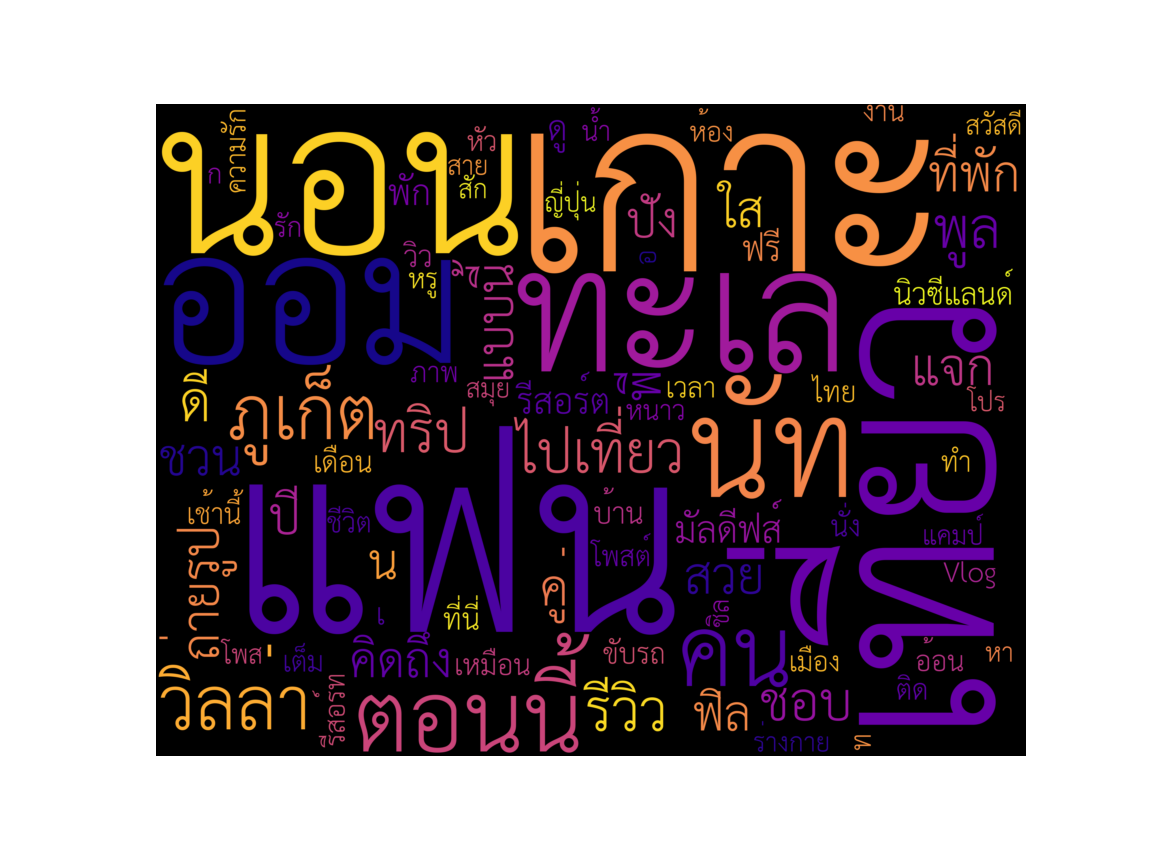 นอน
เกาะ
งาน
สวัสดี
ความรัก
ก
หัว
สาย
สัก
พัก
ดู
น้ำ
ห้อง
ที่พัก
ญี่ปุ่น
ปัง
ใส
ฟรี
พูล
รัก
วิว
หรู
อ
ออม
ทะเล
นิวซีแลนด์
แจก
โปร
ภาพ
สมุย
รีสอร์ต
หนาว
เวลา
ไทย
ดี
ภูเก็ต
ทริป
ไปเที่ยว
นัท
ชวน
เดือน
ทำ
เช้านี้
ปี
ชีวิต
แฟน
น
คู่
บ้าน
โพสต์
มัลดีฟส์
นั่ง
แคมป์
สวย
Vlog
ถ่ายรูป
เ
ที่นี่
คืน
โพส
เต็ม
คิดถึง
เหมือน
ขับรถ
เมือง
อ้อน
หา
วิลล่า
รีสอร์ท
ตอนนี้
รีวิว
ฟิล
ชอบ
ติด
ร่างกาย
ท